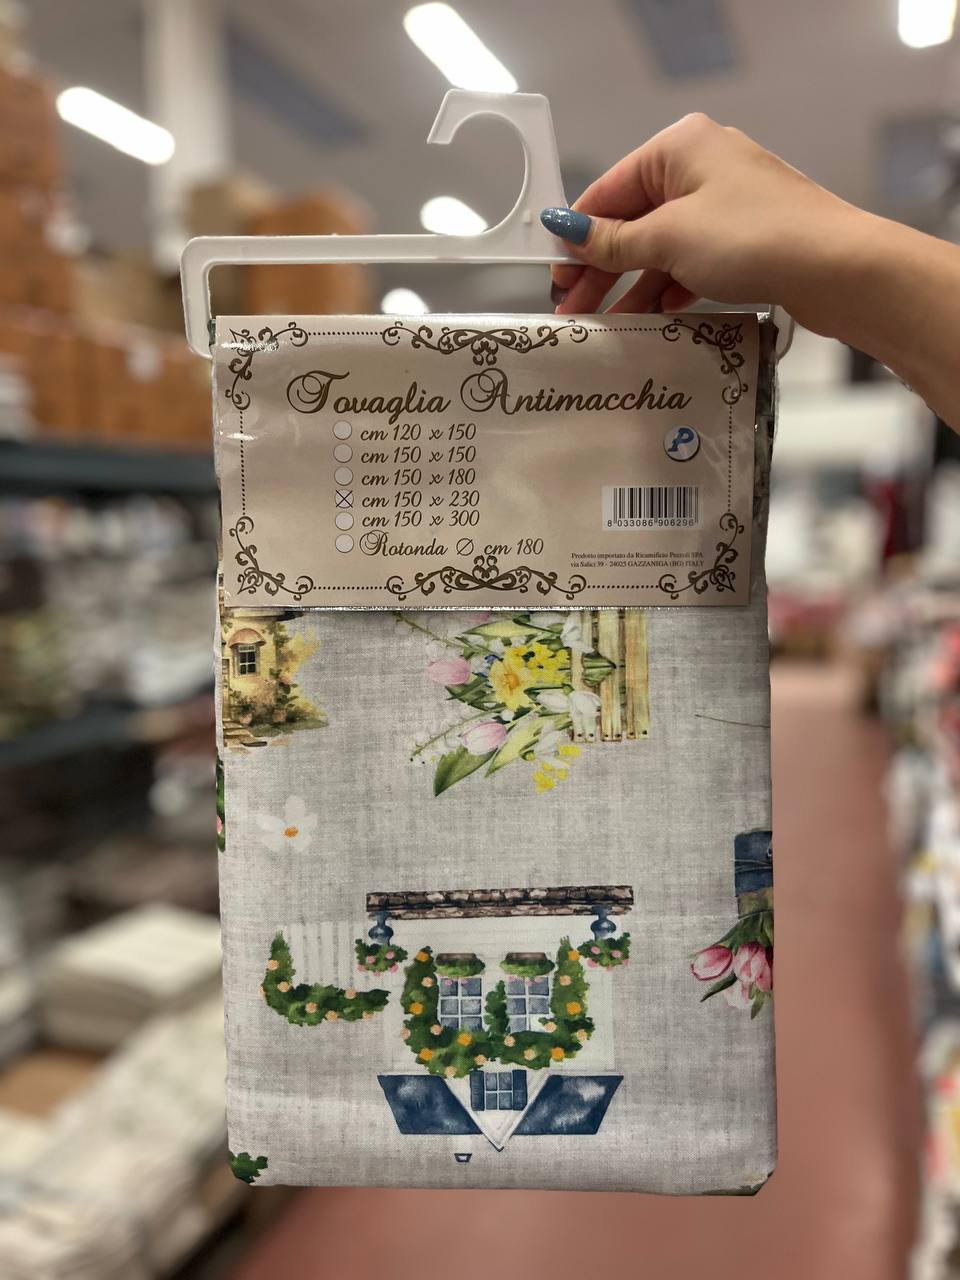 Tovaglia Antimacchia
cm 120 x 150
cm 150 x 150
cm 150 x 180
cm 150 x 230
cm 150 x 300
Rotonda Ø cm 180
P
8 033086 906296
Prodotto importato da Ricamificio Pezzoli SPA
via Salici 39 - 24025 GAZZANIGA (BG) ITALY